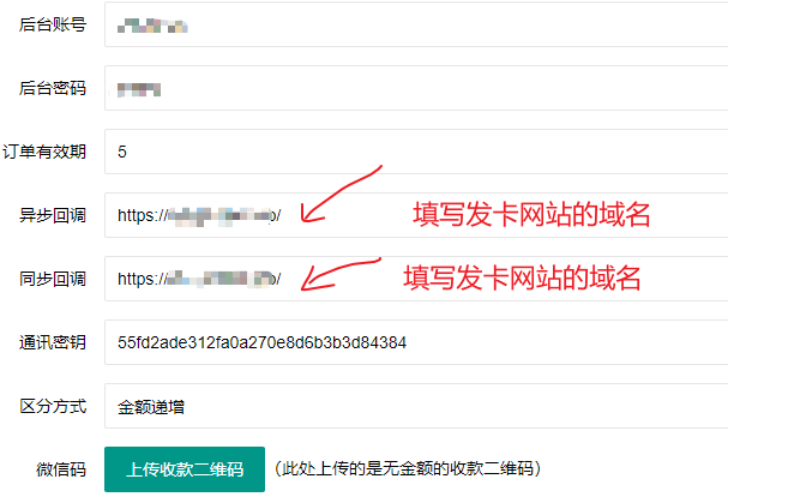 后台账号
后台密码
订单有效期 5
异步回调 https:// / 填写发卡网站的域名
同步回调 https:// / 填写发卡网站的域名
通讯密钥 55fd2ade312fa0a270e8d6b3b3d84384
区分方式 金额递增
微信码 上传收款二维码 (此处上传的是无金额的收款二维码)